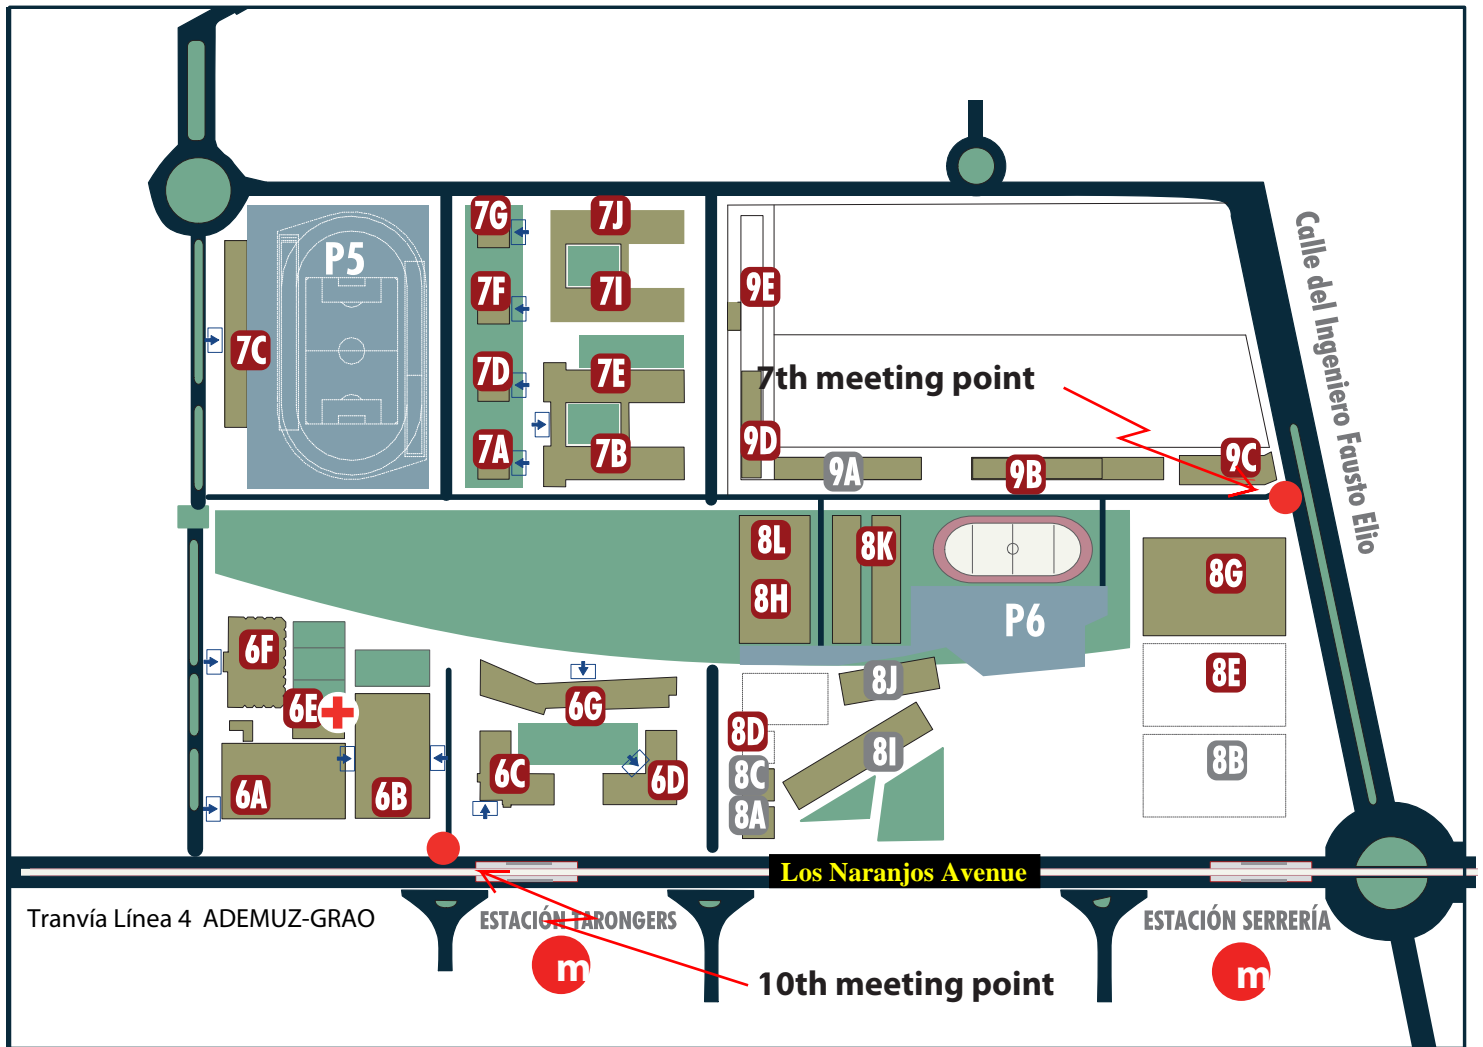 7G
7J
P5
7F
7I
9E
7C
7D
7E
7th meeting point
Calle del Ingeniero Fausto Elio
7A
7B
9D
9A
9B
9C
8L
8K
8H
P6
8G
6F
6E
6G
8J
8E
8D
8I
6A
6B
6C
6D
8C
8B
8A
Los Naranjos Avenue
Tranvía Línea 4 ADEMUZ-GRAO
ESTACIÓN TARONGERS
ESTACIÓN SERRERÍA
m
m
10th meeting point